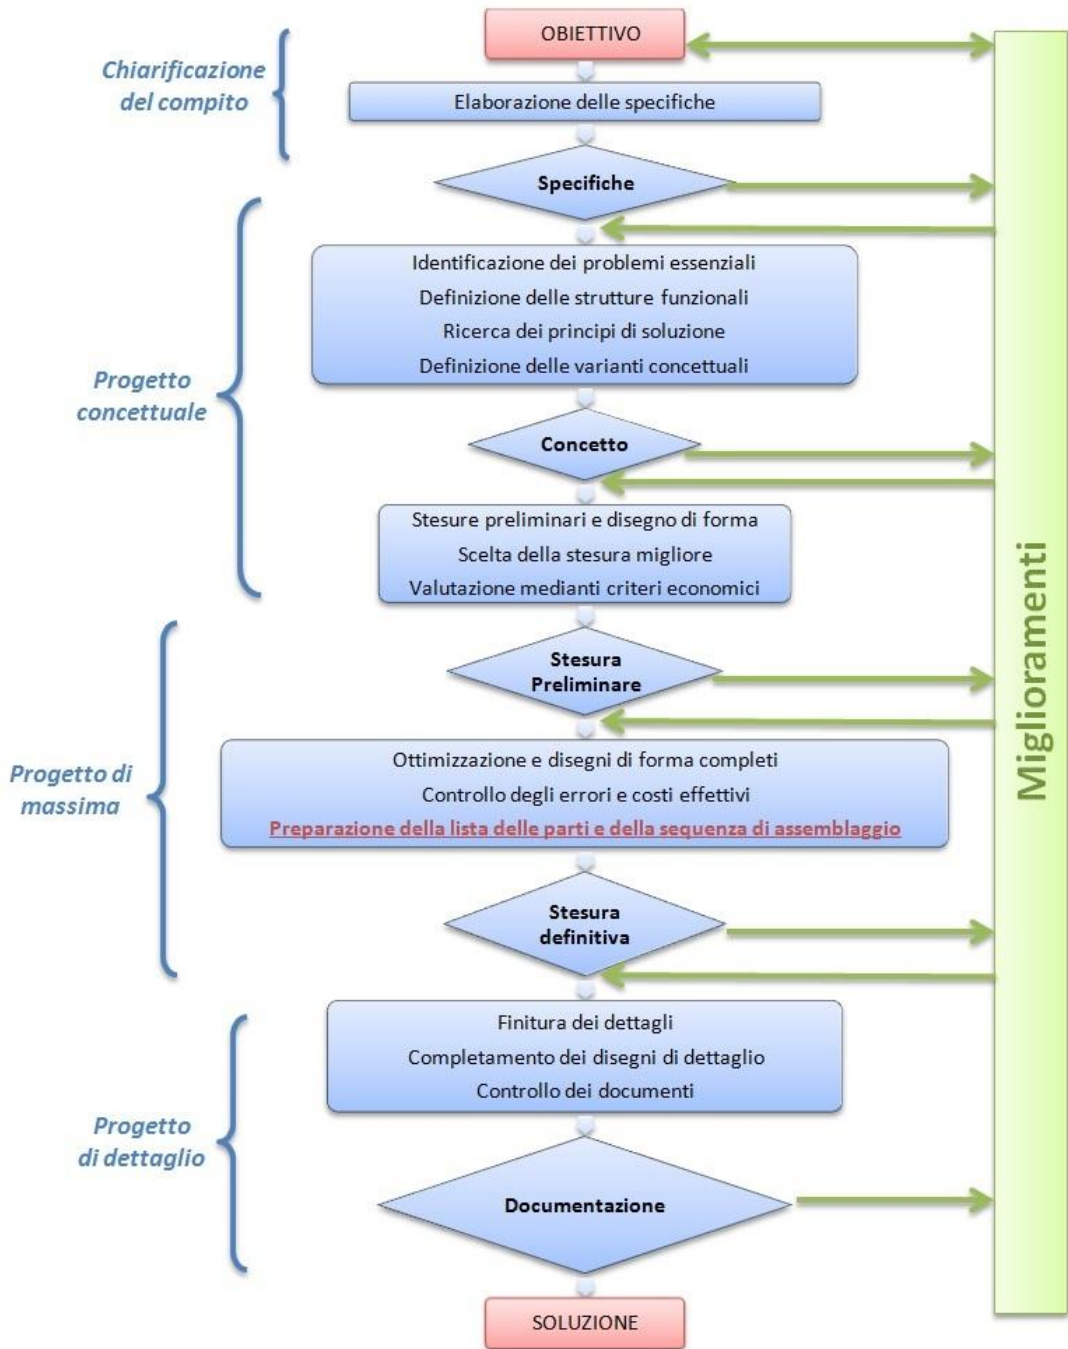 OBIETTIVO
Chiarificazione
del compito
Elaborazione delle specifiche
Specifiche
Identificazione dei problemi essenziali
Definizione delle strutture funzionali
Ricerca dei principi di soluzione
Definizione delle varianti concettuali
Progetto
concettuale
Concetto
Stesure preliminari e disegno di forma
Scelta della stesura migliore
Valutazione medianti criteri economici
Stesura
Preliminare
Progetto di
massima
Ottimizzazione e disegni di forma completi
Controllo degli errori e costi effettivi
Preparazione della lista delle parti e della sequenza di assemblaggio
Stesura
definitiva
Progetto
di dettaglio
Finitura dei dettagli
Completamento dei disegni di dettaglio
Controllo dei documenti
Documentazione
SOLUZIONE
Miglioramenti